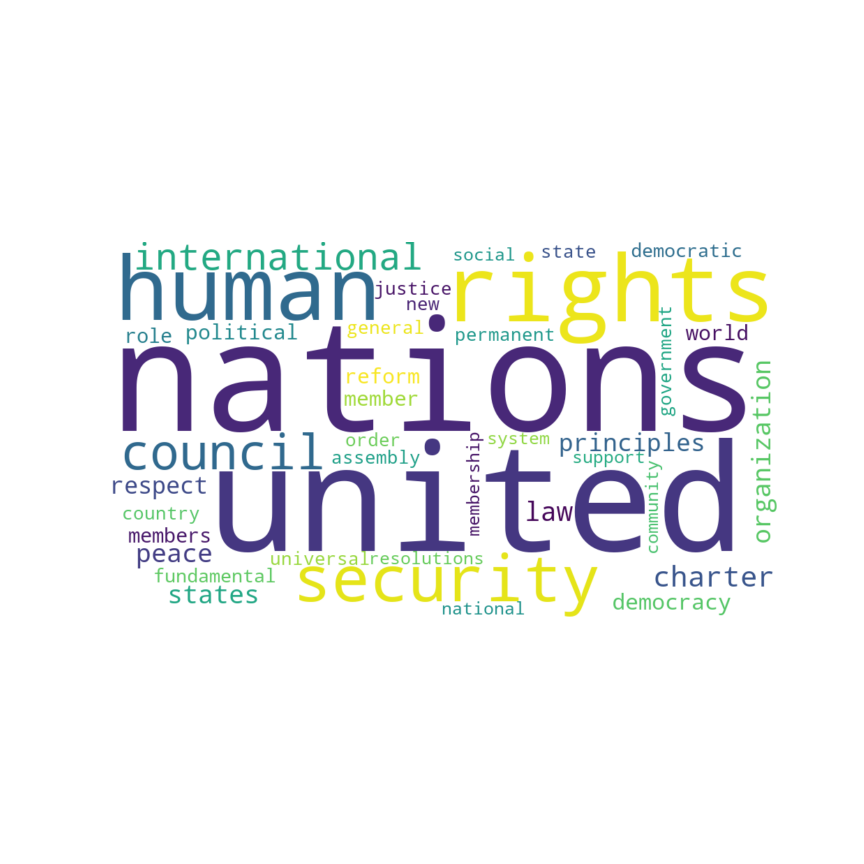 international
social
state
democratic
human
rights
justice
new
role
political
general
permanent
world
government
nations
reform
member
organization
council
order
assembly
membership
system
principles
support
community
respect
united
law
country
members
peace
universal
resolutions
security
charter
fundamental
states
democracy
national